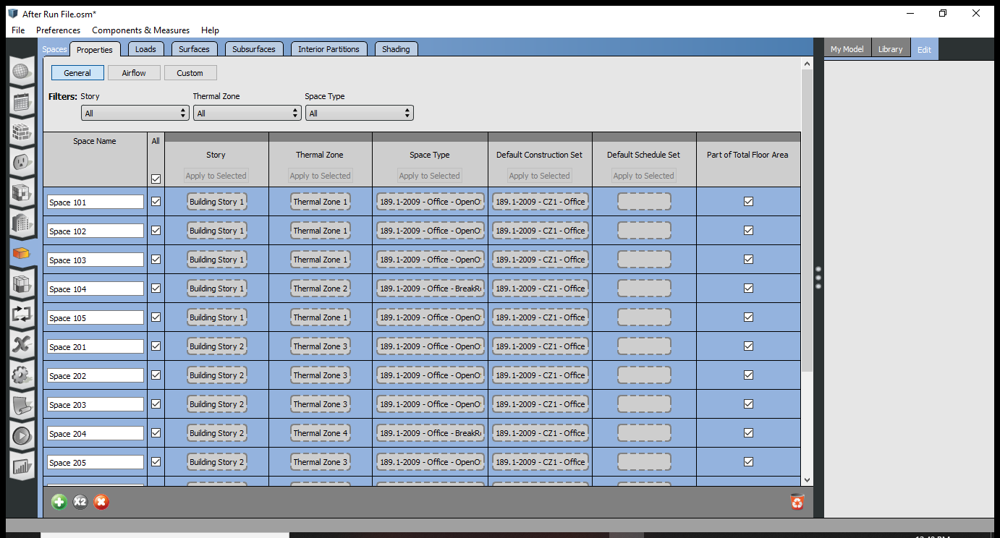 After Run File.osm*
File Preferences Components & Measures Help
Spaces Properties Loads Surfaces Subsurfaces Interior Partitions Shading My Model Library Edit
General Airflow Custom
Filters: Story Thermal Zone Space Type
All All All
Space Name All
Story Thermal Zone Space Type Default Construction Set Default Schedule Set Part of Total Floor Area
Apply to Selected Apply to Selected Apply to Selected Apply to Selected Apply to Selected
Space 101 Building Story 1 Thermal Zone 1 189.1-2009 - Office - OpenO 189.1-2009 - CZ1 - Office
Space 102 Building Story 1 Thermal Zone 1 189.1-2009 - Office - OpenO 189.1-2009 - CZ1 - Office
Space 103 Building Story 1 Thermal Zone 1 189.1-2009 - Office - OpenO 189.1-2009 - CZ1 - Office
Space 104 Building Story 1 Thermal Zone 2 189.1-2009 - Office - BreakR 189.1-2009 - CZ1 - Office
Space 105 Building Story 1 Thermal Zone 1 189.1-2009 - Office - OpenO 189.1-2009 - CZ1 - Office
Space 201 Building Story 2 Thermal Zone 3 189.1-2009 - Office - OpenO 189.1-2009 - CZ1 - Office
Space 202 Building Story 2 Thermal Zone 3 189.1-2009 - Office - OpenO 189.1-2009 - CZ1 - Office
Space 203 Building Story 2 Thermal Zone 3 189.1-2009 - Office - OpenO 189.1-2009 - CZ1 - Office
Space 204 Building Story 2 Thermal Zone 4 189.1-2009 - Office - BreakR 189.1-2009 - CZ1 - Office
Space 205 Building Story 2 Thermal Zone 3 189.1-2009 - Office - OpenO 189.1-2009 - CZ1 - Office
X2